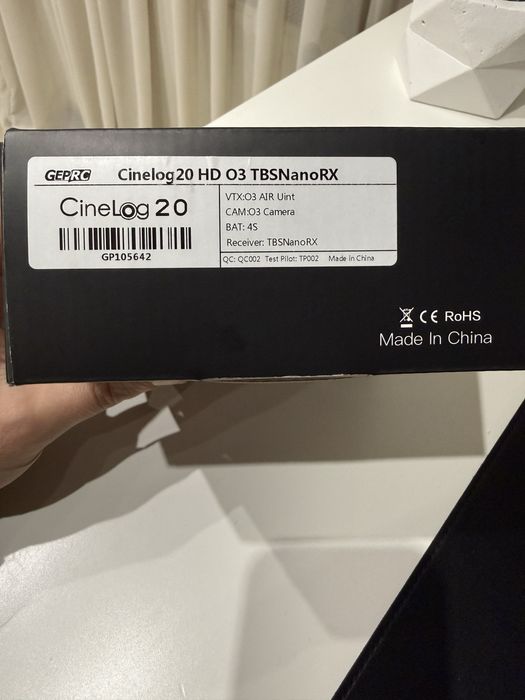 GEPRC Cinelog20 HD O3 TBSNanoRX
CineLog 20
GP105642
VTX:O3 AIR Uint
CAM:O3 Camera
BAT: 4S
Receiver: TBSNanoRX
QC: QC002 Test Pilot: TP002 Made in China
CE RoHS
Made In China